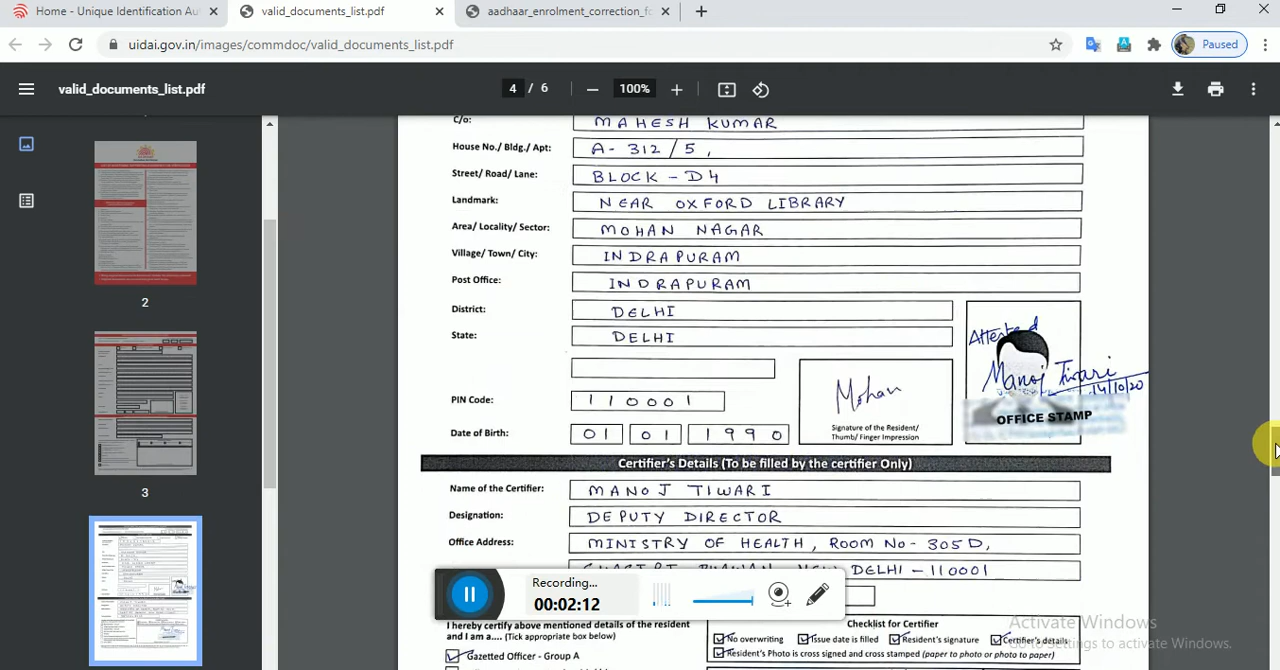 Home - Unique Identification Au
valid_documents_list.pdf
aadhaar_enrolment_correction_fo
uidai.gov.in/images/commdoc/valid_documents_list.pdf
Paused
valid_documents_list.pdf
4 / 6
100%
2
3
C/o: MAHESH KUMAR
House No./ Bldg./ Apt: A- 312/5,
Street/ Road/ Lane: BLOCK - D4
Landmark: NEAR OXFORD LIBRARY
Area/ Locality/ Sector: MOHAN NAGAR
Village/ Town/ City: INDRAPURAM
Post Office: INDRAPURAM
District: DELHI
State: DELHI
PIN Code: 110001
Date of Birth: 01 01 1990
Mohan
Signature of the Resident/
Thumb/ Finger Impression
Attested
Manoj Tiwari
14/10/20
OFFICE STAMP
Certifier's Details (To be filled by the certifier Only)
Name of the Certifier: MANOJ TIWARI
Designation: DEPUTY DIRECTOR
Office Address: MINISTRY OF HEALTH, ROOM NO- 305D,
DELHI - 110001
Recording...
00:02:12
I hereby certify above mentioned details of the resident
and I am a.... (Tick appropriate box below)
Gazetted Officer - Group A
Checklist for Certifier
No overwriting Issue date is filled Resident's signature Certifier's details
Resident's Photo is cross signed and cross stamped (paper to photo or photo to paper)
Activate Windows
Go to Settings to activate Windows.